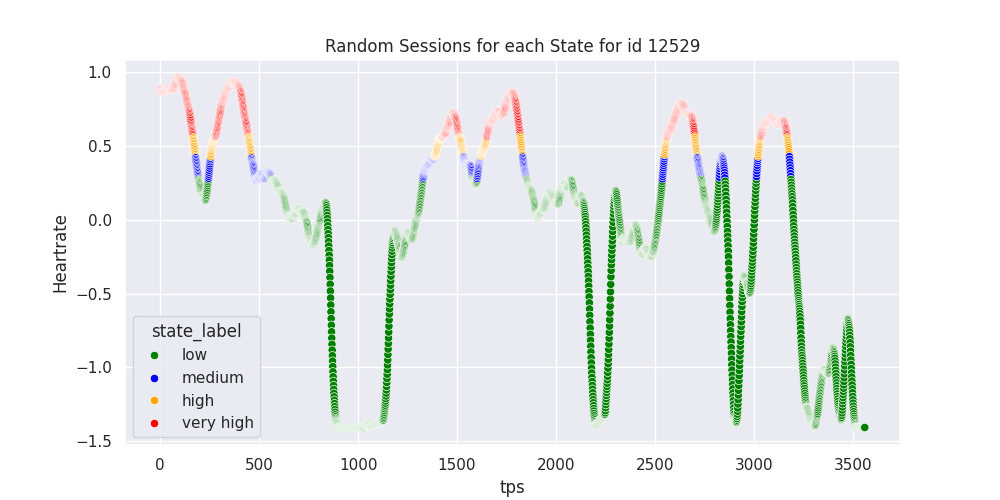 Random Sessions for each State for id 12529
Heartrate
1.0
0.5
0.0
−0.5
−1.0
−1.5
state_label
low
medium
high
very high
0 500 1000 1500 2000 2500 3000 3500
tps